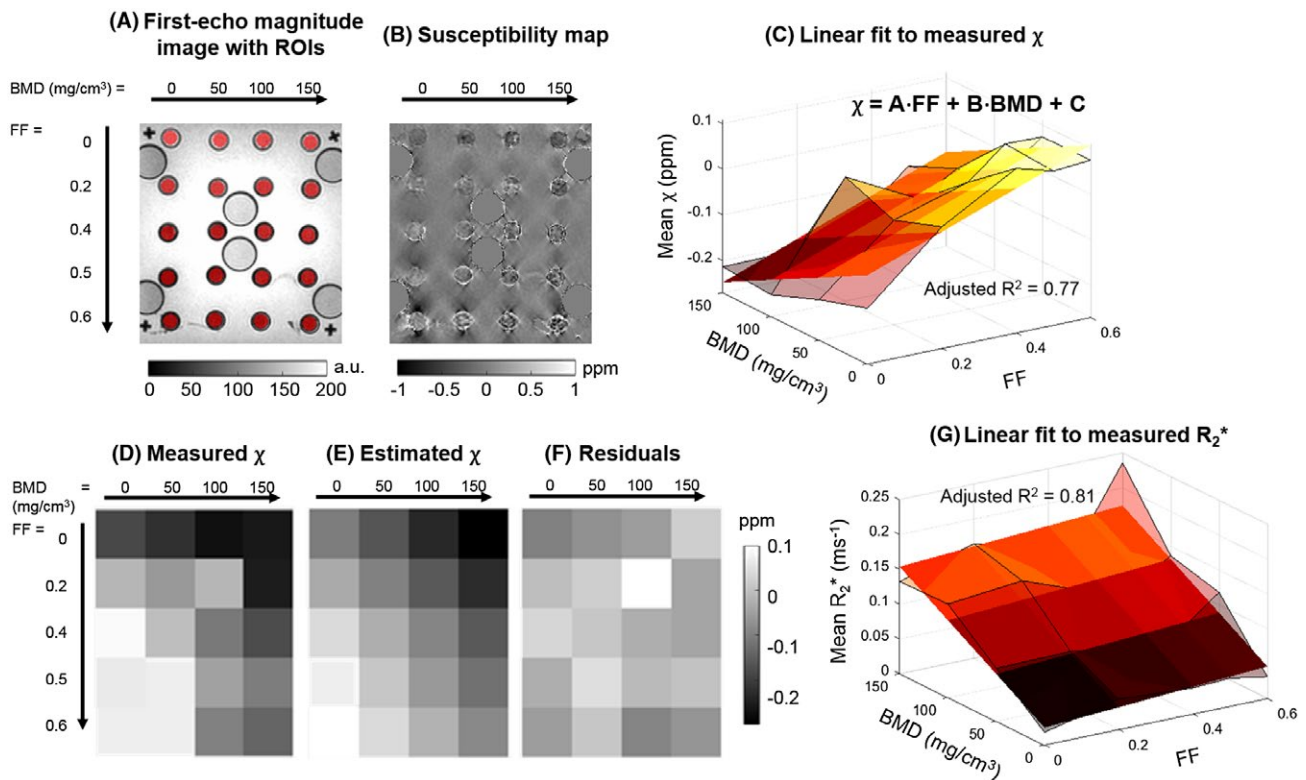 (A) First-echo magnitude
image with ROIs
BMD (mg/cm³) =
0 50 100 150
FF =
0
0.2
0.4
0.5
0.6
a.u.
0 50 100 150 200
(B) Susceptibility map
0 50 100 150
ppm
-1 -0.5 0 0.5 1
(C) Linear fit to measured χ
χ = A·FF + B·BMD + C
Mean χ (ppm)
0.1
0
-0.1
-0.2
Adjusted R² = 0.77
150
100
50
0
BMD (mg/cm³)
0
0.2
0.4
0.6
FF
(D) Measured χ
BMD =
(mg/cm³)
0 50 100 150
FF =
0
0.2
0.4
0.5
0.6
(E) Estimated χ
0 50 100 150
(F) Residuals
0 50 100 150
ppm
0.1
0
-0.1
-0.2
(G) Linear fit to measured R₂*
Adjusted R² = 0.81
Mean R₂* (ms⁻¹)
0.25
0.2
0.15
0.1
0.05
0
150
100
50
0
BMD (mg/cm³)
0
0.2
0.4
0.6
FF